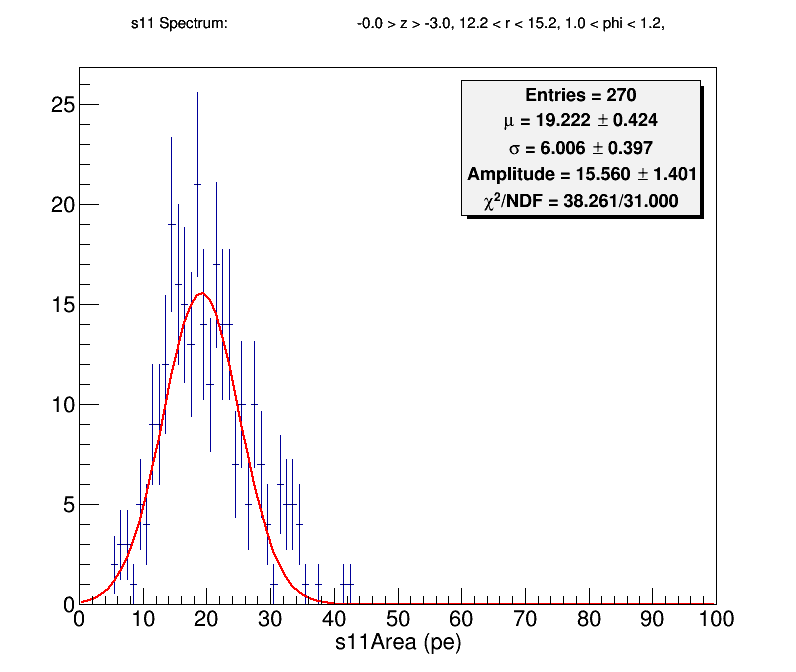 s11 Spectrum: -0.0 > z > -3.0, 12.2 < r < 15.2, 1.0 < phi < 1.2,
Entries = 270
μ = 19.222 ± 0.424
σ = 6.006 ± 0.397
Amplitude = 15.560 ± 1.401
χ²/NDF = 38.261/31.000
25
20
15
10
5
0
0 10 20 30 40 50 60 70 80 90 100
s11Area (pe)